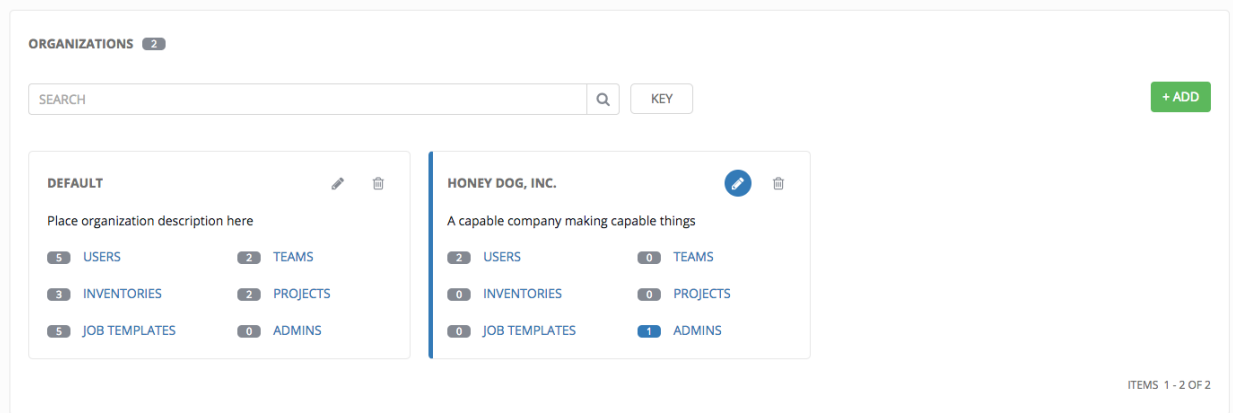 ORGANIZATIONS 2
SEARCH KEY + ADD
DEFAULT
Place organization description here
5 USERS 2 TEAMS
3 INVENTORIES 2 PROJECTS
5 JOB TEMPLATES 0 ADMINS
HONEY DOG, INC.
A capable company making capable things
2 USERS 0 TEAMS
0 INVENTORIES 0 PROJECTS
0 JOB TEMPLATES 1 ADMINS
ITEMS 1 - 2 OF 2